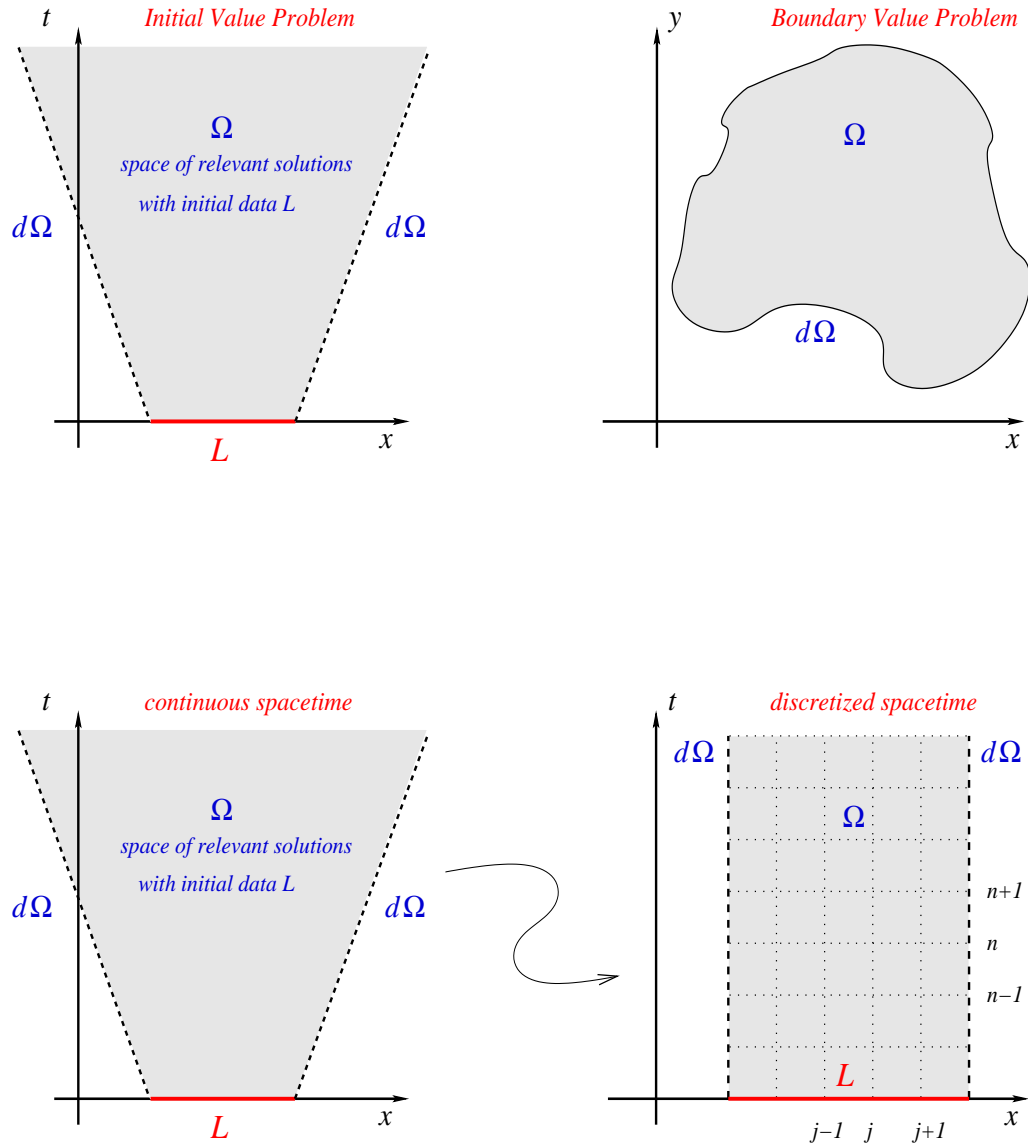 t
Initial Value Problem
Ω
space of relevant solutions
with initial data L
dΩ
dΩ
x
L
y
Boundary Value Problem
Ω
dΩ
x
t
continuous spacetime
Ω
space of relevant solutions
with initial data L
dΩ
dΩ
x
L
t
discretized spacetime
dΩ
dΩ
Ω
n+1
n
n−1
L
x
j−1 j j+1